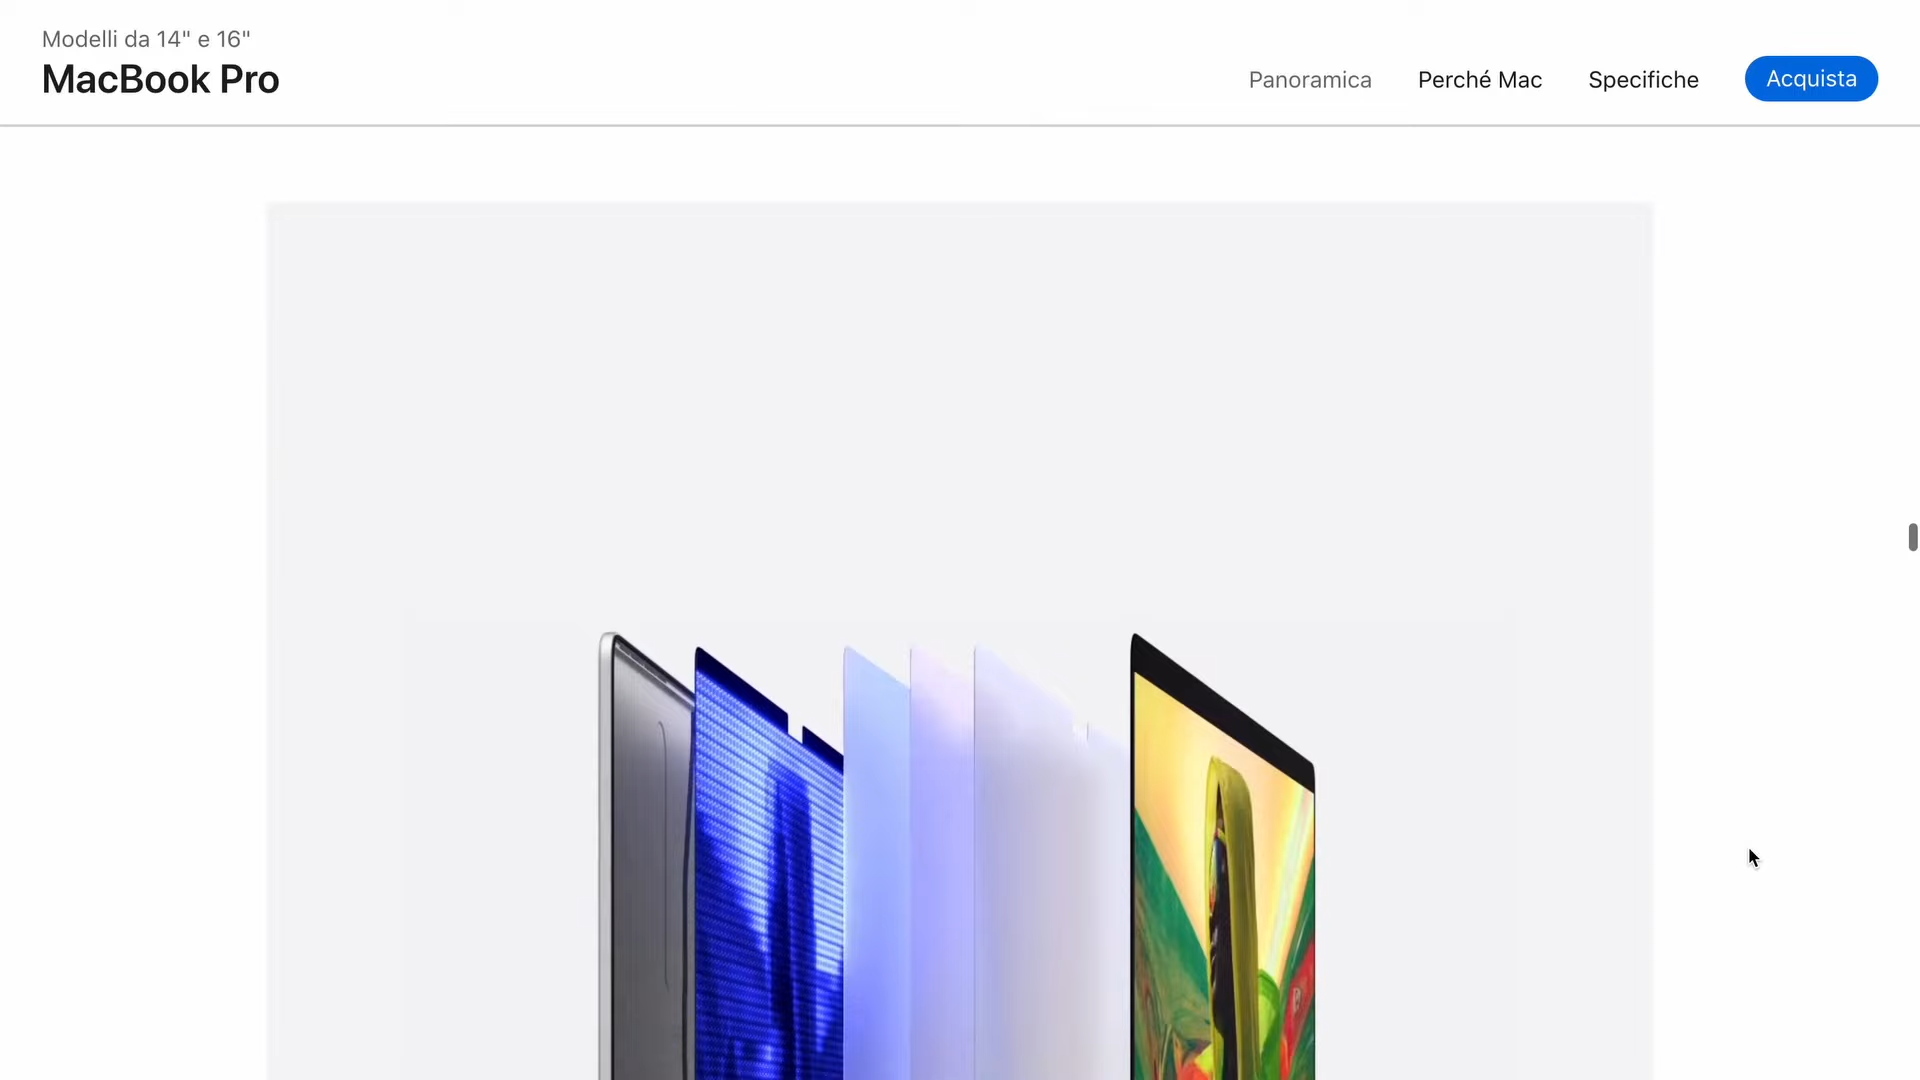 Modelli da 14" e 16"
MacBook Pro
Panoramica
Perché Mac
Specifiche
Acquista